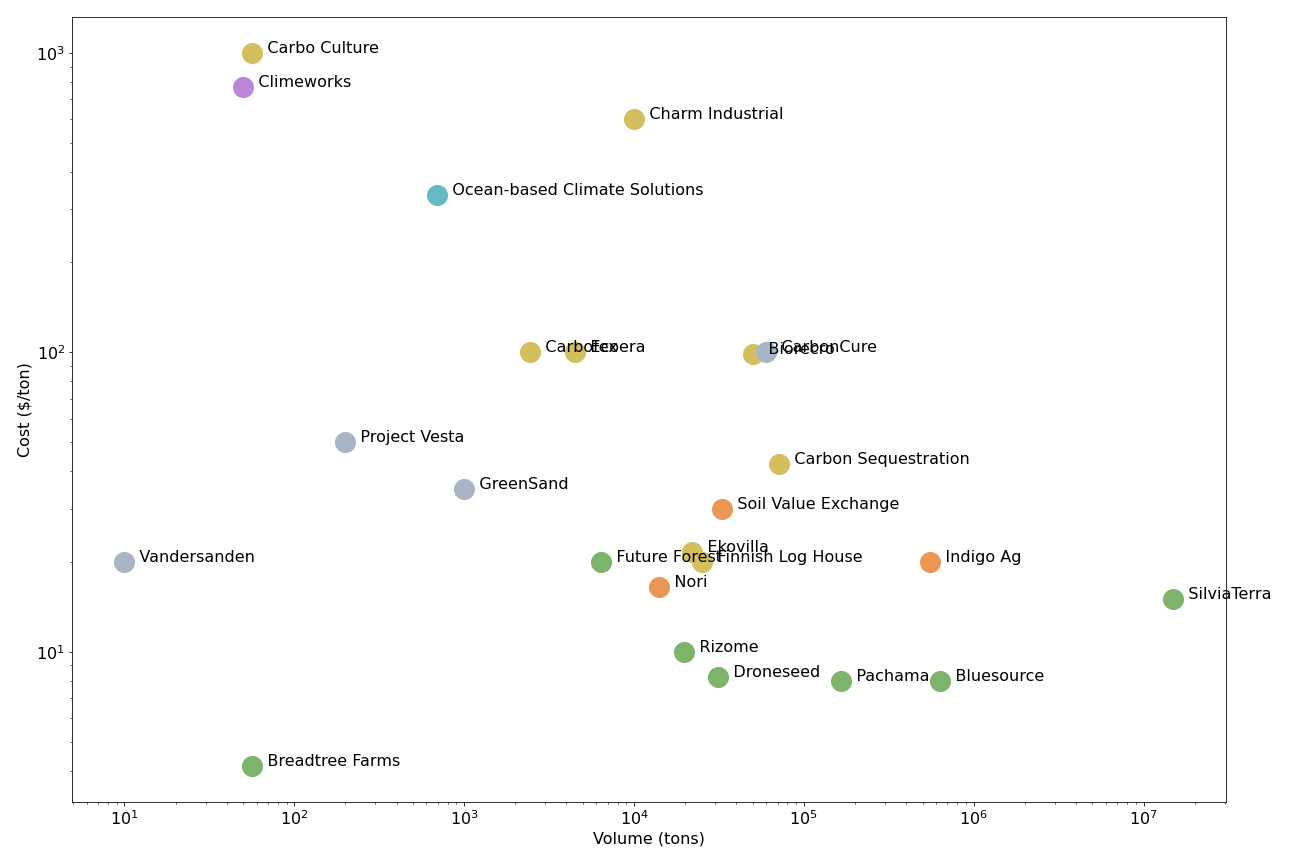 10³
Carbo Culture
Climeworks
Charm Industrial
Ocean-based Climate Solutions
10²
Carbofex
Ecoera
Biorecro
CarbonCure
Project Vesta
Carbon Sequestration
GreenSand
Soil Value Exchange
Ekovilla
Vandersanden
Future Forest
Finnish Log House
Indigo Ag
Nori
SilviaTerra
10¹
Rizome
Droneseed
Pachama
Bluesource
Breadtree Farms
Cost ($/ton)
10¹ 10² 10³ 10⁴ 10⁵ 10⁶ 10⁷
Volume (tons)